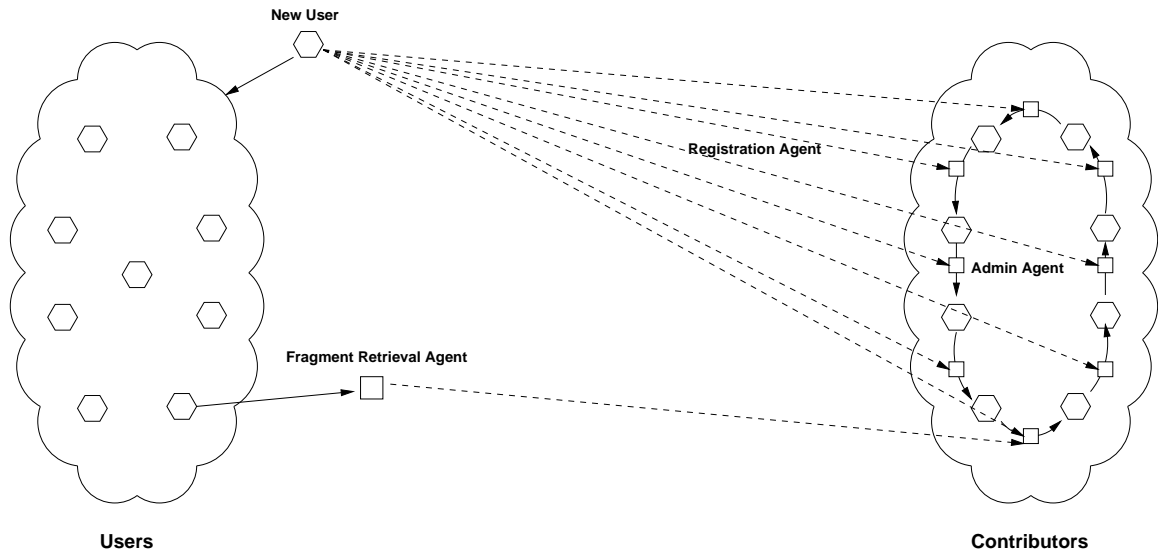 New User
Registration Agent
Admin Agent
Fragment Retrieval Agent
Users
Contributors